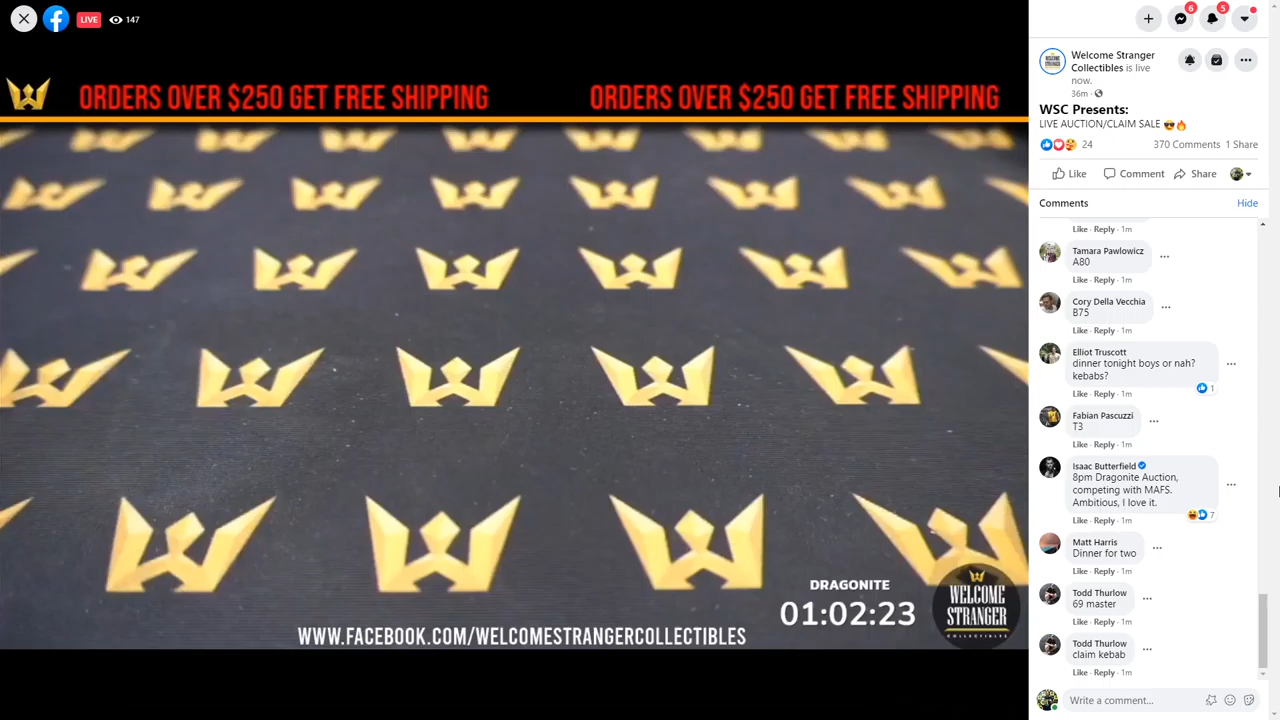 LIVE
147
6
5
ORDERS OVER $250 GET FREE SHIPPING
ORDERS OVER $250 GET FREE SHIPPING
DRAGONITE
01:02:23
WELCOME
STRANGER
COLLECTIBLES
WWW.FACEBOOK.COM/WELCOMESTRANGERCOLLECTIBLES
Welcome Stranger
Collectibles is live
now.
36m ·
WSC Presents:
LIVE AUCTION/CLAIM SALE 😎🔥
24
370 Comments 1 Share
Like Comment Share
Comments
Hide
Like · Reply · 1m
Tamara Pawlowicz
A80
Like · Reply · 1m
Cory Della Vecchia
B75
Like · Reply · 1m
Elliot Truscott
dinner tonight boys or nah?
kebabs?
1
Like · Reply · 1m
Fabian Pascuzzi
T3
Like · Reply · 1m
Isaac Butterfield
8pm Dragonite Auction,
competing with MAFS.
Ambitious, I love it.
7
Like · Reply · 1m
Matt Harris
Dinner for two
Like · Reply · 1m
Todd Thurlow
69 master
Like · Reply · 1m
Todd Thurlow
claim kebab
Like · Reply · 1m
Write a comment...